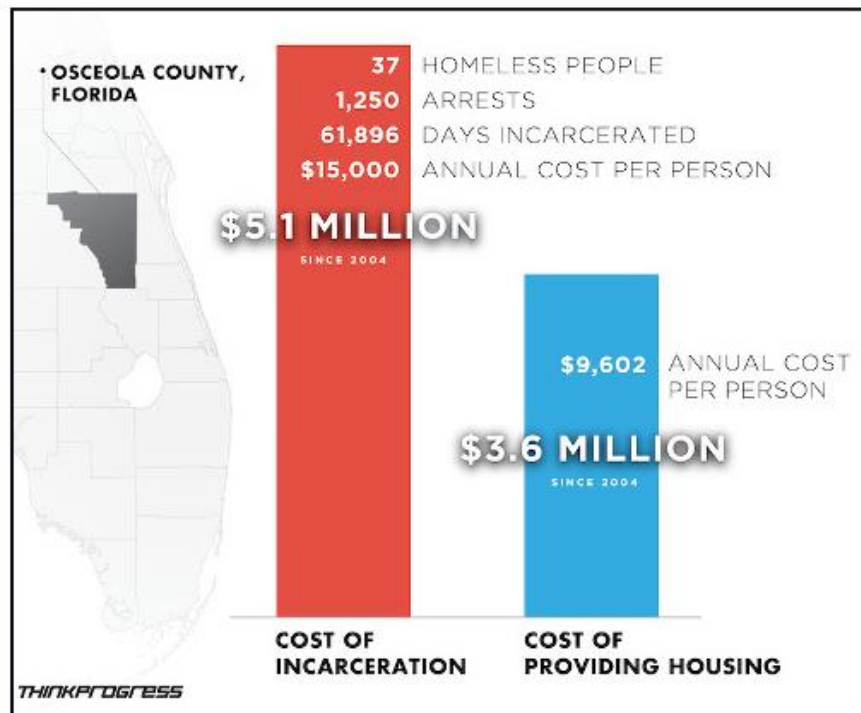 • OSCEOLA COUNTY,
FLORIDA
37 HOMELESS PEOPLE
1,250 ARRESTS
61,896 DAYS INCARCERATED
$15,000 ANNUAL COST PER PERSON
$5.1 MILLION
SINCE 2004
$9,602 ANNUAL COST
PER PERSON
$3.6 MILLION
SINCE 2004
COST OF
INCARCERATION
COST OF
PROVIDING HOUSING
THINKPROGRESS